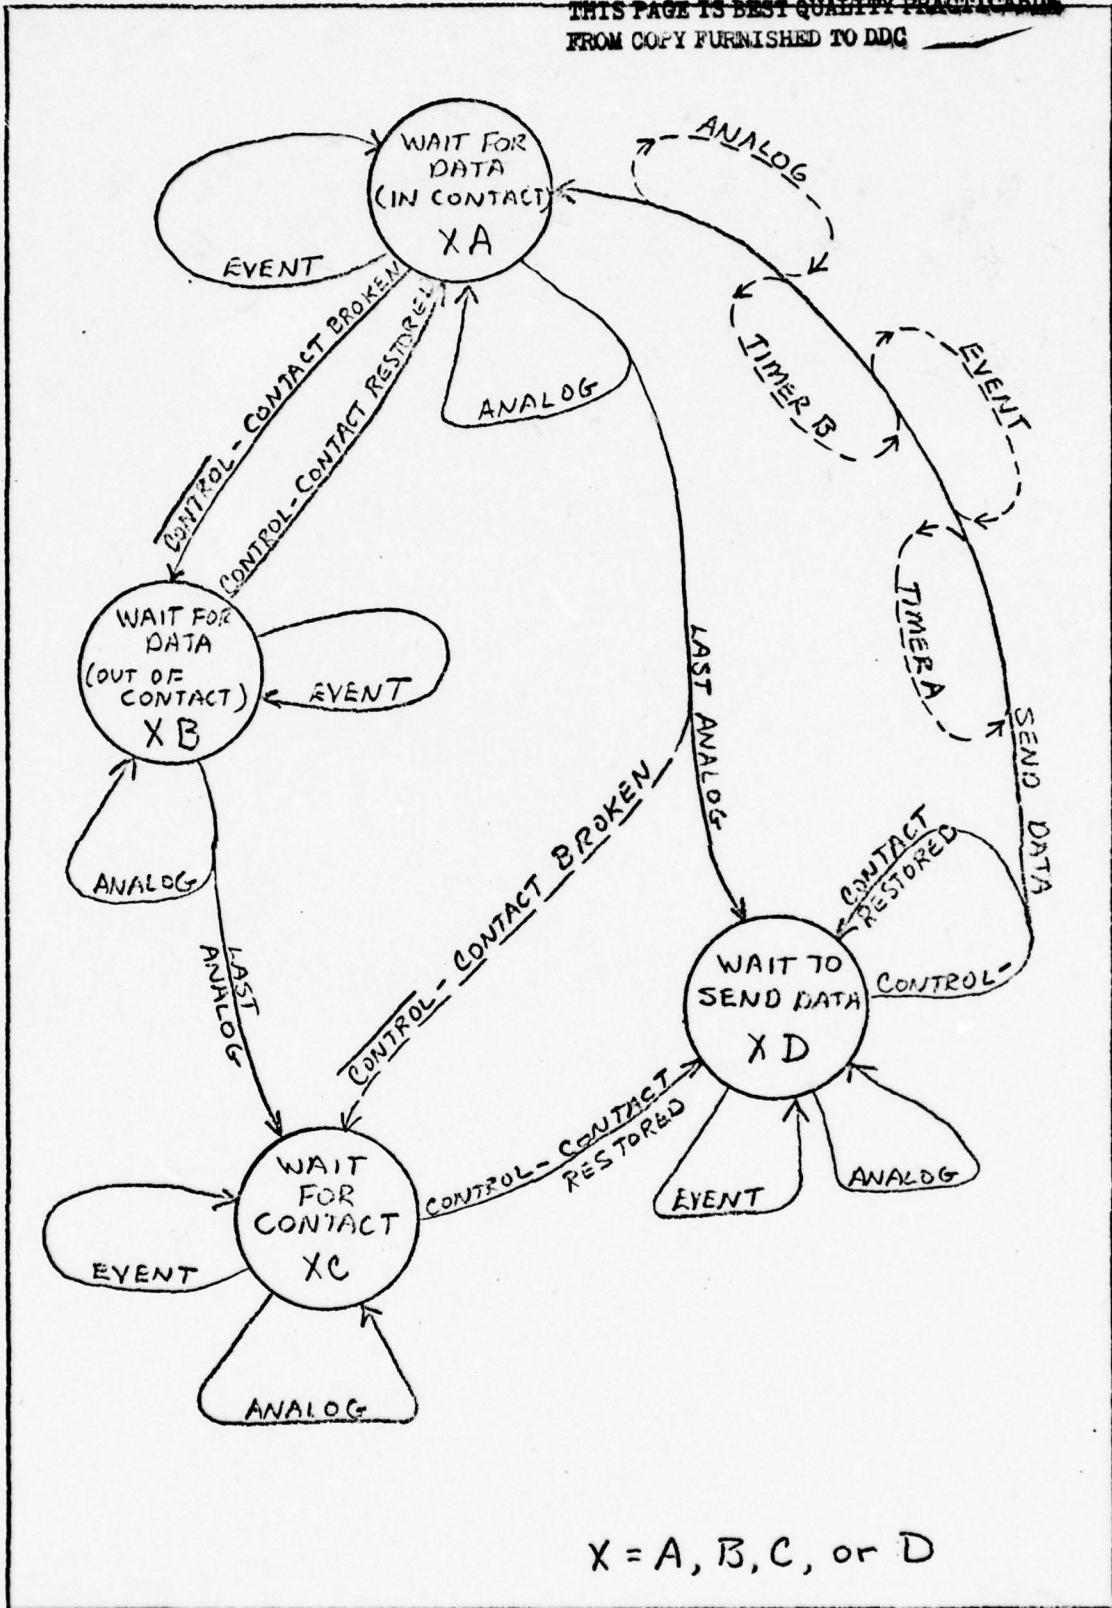 THIS PAGE IS BEST QUALITY PRACTICABLE
FROM COPY FURNISHED TO DDC
WAIT FOR
DATA
(IN CONTACT)
XA
EVENT
ANALOG
ANALOG
TIMER B
EVENT
TIMER A
SEND DATA
CONTROL - CONTACT BROKEN
CONTROL - CONTACT RESTORED
WAIT FOR
DATA
(OUT OF
CONTACT)
XB
EVENT
ANALOG
LAST
ANALOG
LAST ANALOG
CONTROL - CONTACT BROKEN
CONTACT
RESTORED
WAIT TO
SEND DATA
XD
CONTROL-
EVENT
ANALOG
CONTROL - CONTACT
RESTORED
WAIT
FOR
CONTACT
XC
EVENT
ANALOG
X = A, B, C, or D